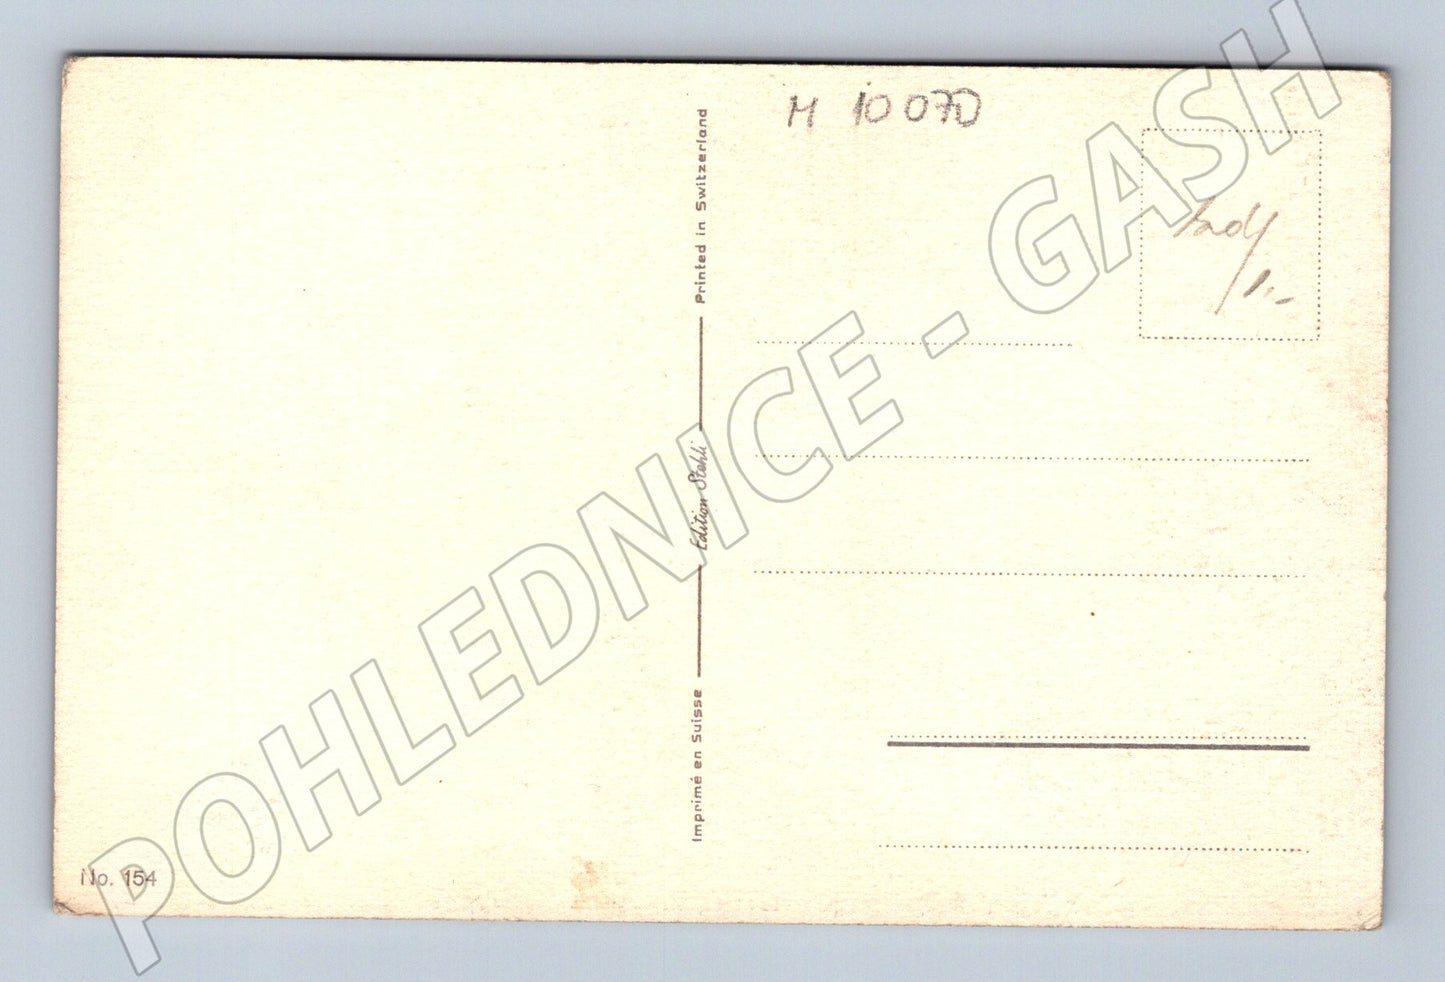 M 10070
Printed in Switzerland
Edition Stehli
Imprimé en Suisse
No. 154
POHLEDNICE - GASH